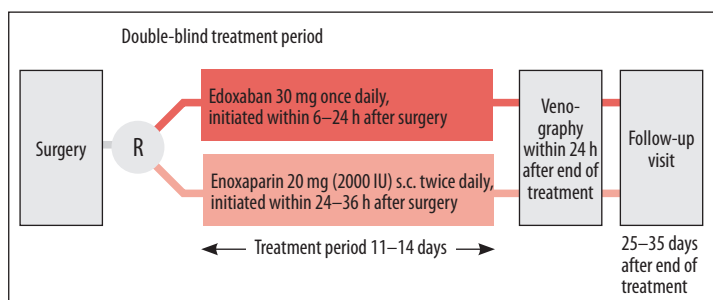 Double-blind treatment period
Surgery
R
Edoxaban 30 mg once daily,
initiated within 6–24 h after surgery
Enoxaparin 20 mg (2000 IU) s.c. twice daily,
initiated within 24–36 h after surgery
Treatment period 11–14 days
Veno-
graphy
within 24 h
after end of
treatment
Follow-up
visit
25–35 days
after end of
treatment